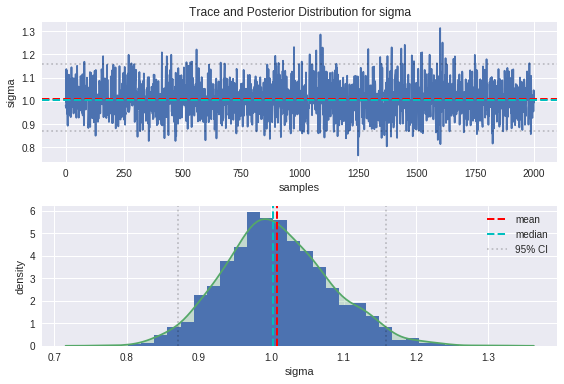 Trace and Posterior Distribution for sigma
1.3
1.2
1.1
1.0
0.9
0.8
sigma
0 250 500 750 1000 1250 1500 1750 2000
samples
6
5
4
3
2
1
0
density
mean
median
95% CI
0.7 0.8 0.9 1.0 1.1 1.2 1.3
sigma